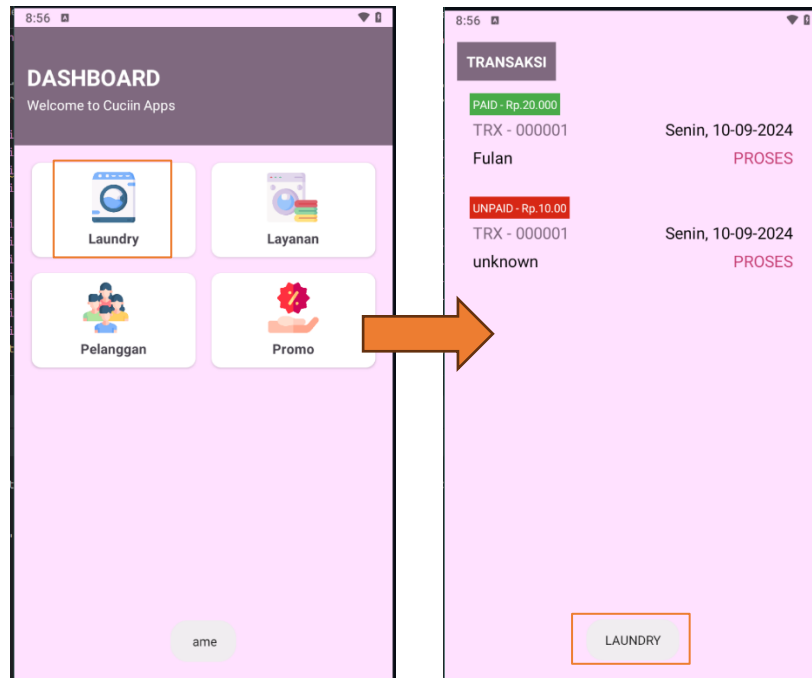 8:56
DASHBOARD
Welcome to Cuciin Apps
Laundry
Layanan
Pelanggan
Promo
ame
8:56
TRANSAKSI
PAID - Rp.20.000
TRX - 000001 Senin, 10-09-2024
Fulan PROSES
UNPAID - Rp.10.00
TRX - 000001 Senin, 10-09-2024
unknown PROSES
LAUNDRY